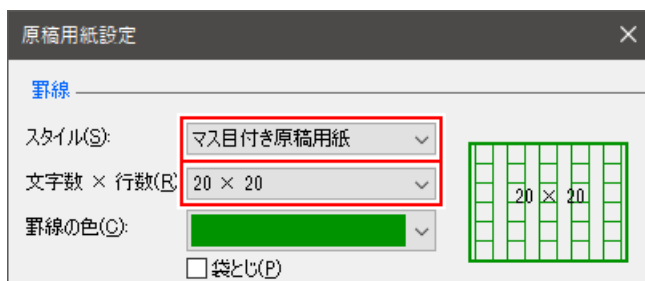 原稿用紙設定
罫線
スタイル(S):
マス目付き原稿用紙
文字数 × 行数(R)
20 × 20
20 × 20
罫線の色(C):
袋とじ(P)